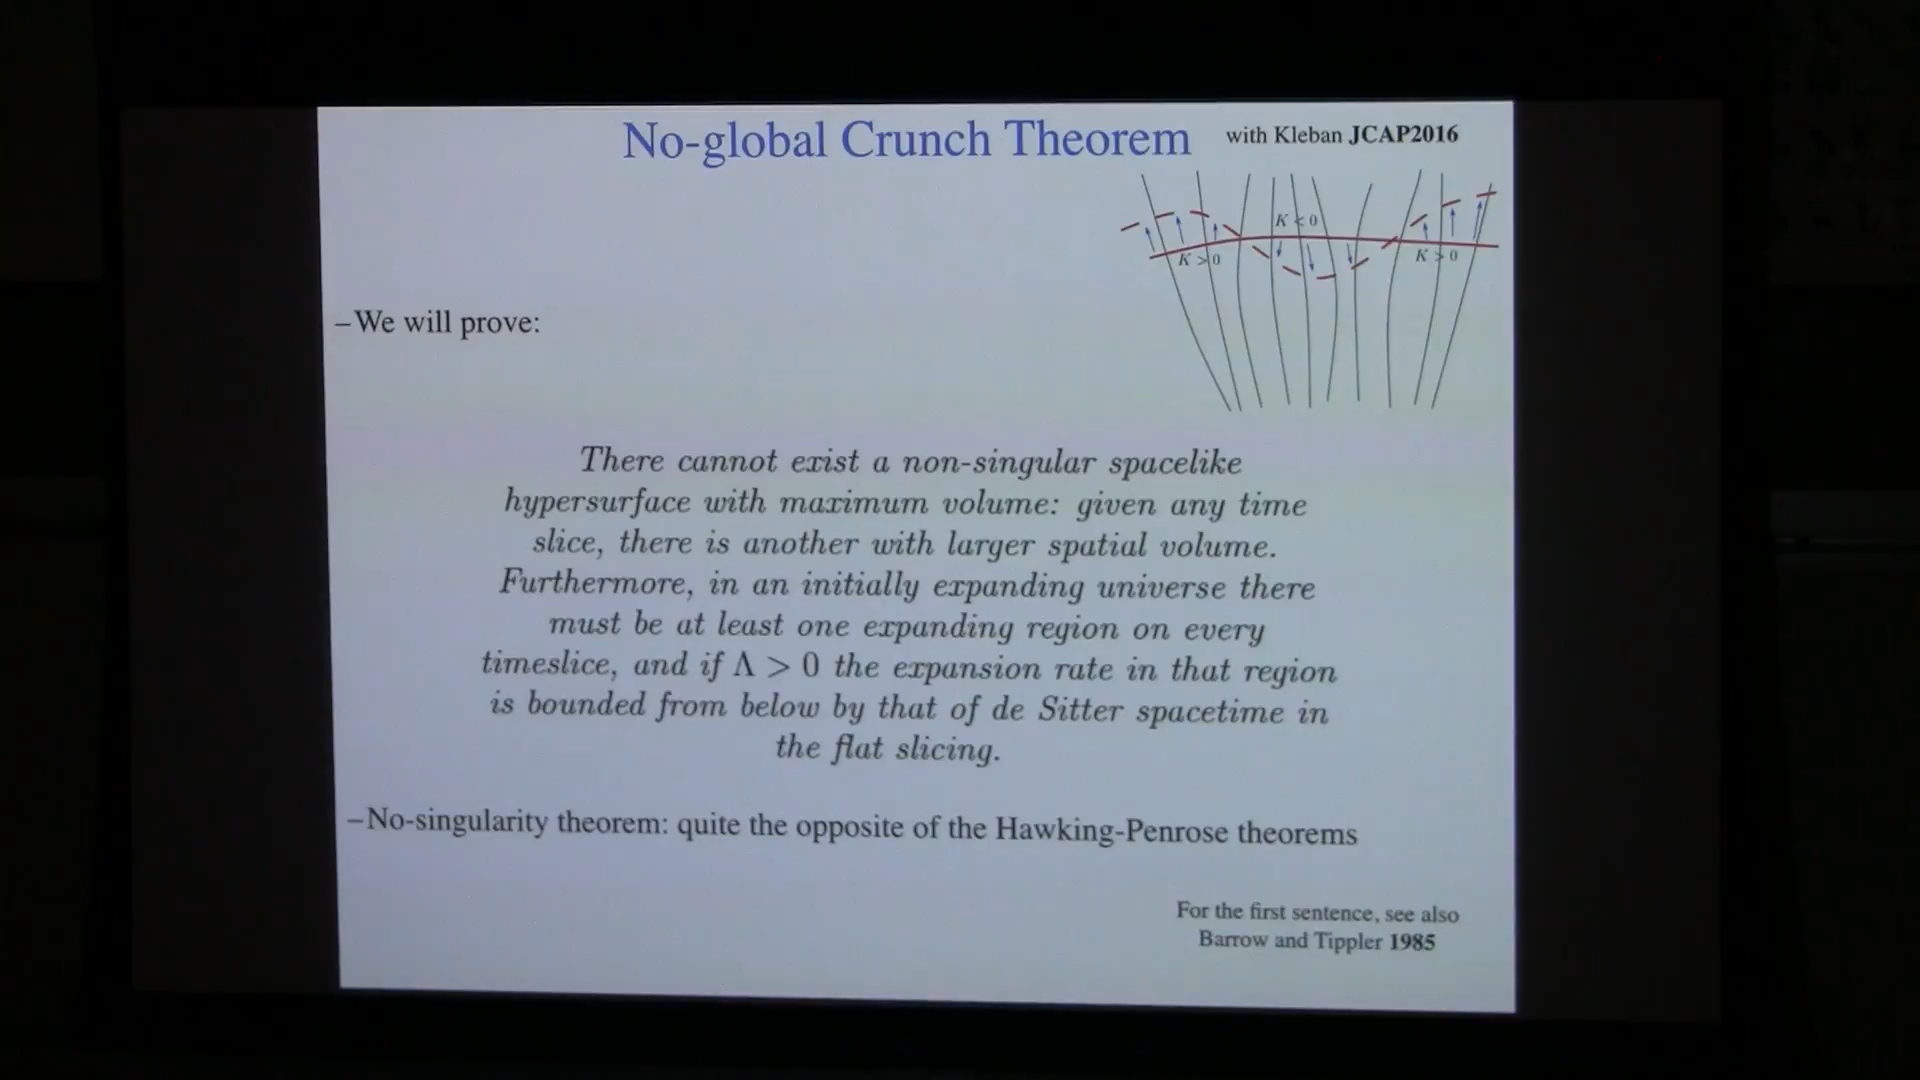 No-global Crunch Theorem
with Kleban JCAP2016
K < 0
K > 0
K > 0
–We will prove:
There cannot exist a non-singular spacelike
hypersurface with maximum volume: given any time
slice, there is another with larger spatial volume.
Furthermore, in an initially expanding universe there
must be at least one expanding region on every
timeslice, and if Λ > 0 the expansion rate in that region
is bounded from below by that of de Sitter spacetime in
the flat slicing.
–No-singularity theorem: quite the opposite of the Hawking-Penrose theorems
For the first sentence, see also
Barrow and Tippler 1985